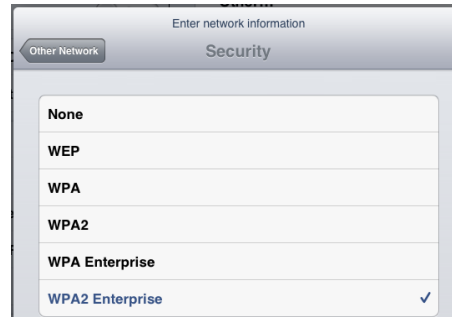 Enter network information
Other Network
Security
None
WEP
WPA
WPA2
WPA Enterprise
WPA2 Enterprise